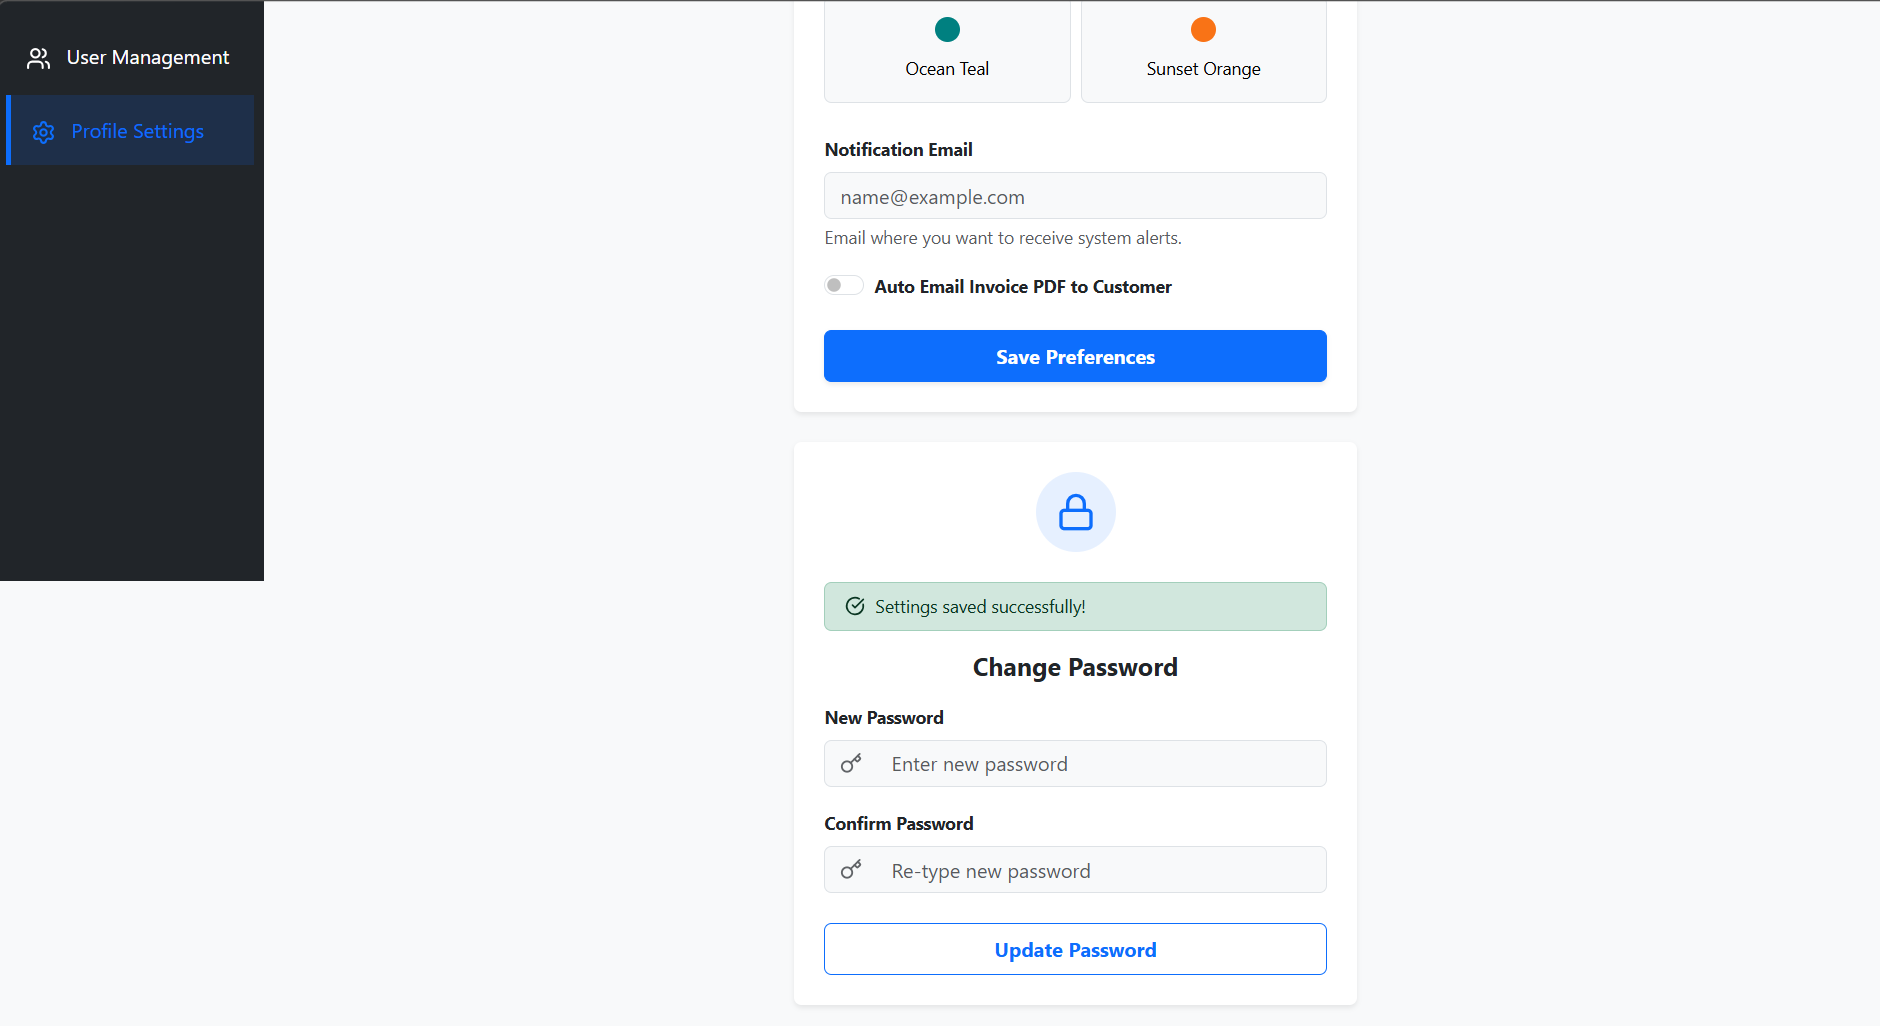 User Management
Profile Settings
Ocean Teal
Sunset Orange
Notification Email
name@example.com
Email where you want to receive system alerts.
Auto Email Invoice PDF to Customer
Save Preferences
Settings saved successfully!
Change Password
New Password
Enter new password
Confirm Password
Re-type new password
Update Password